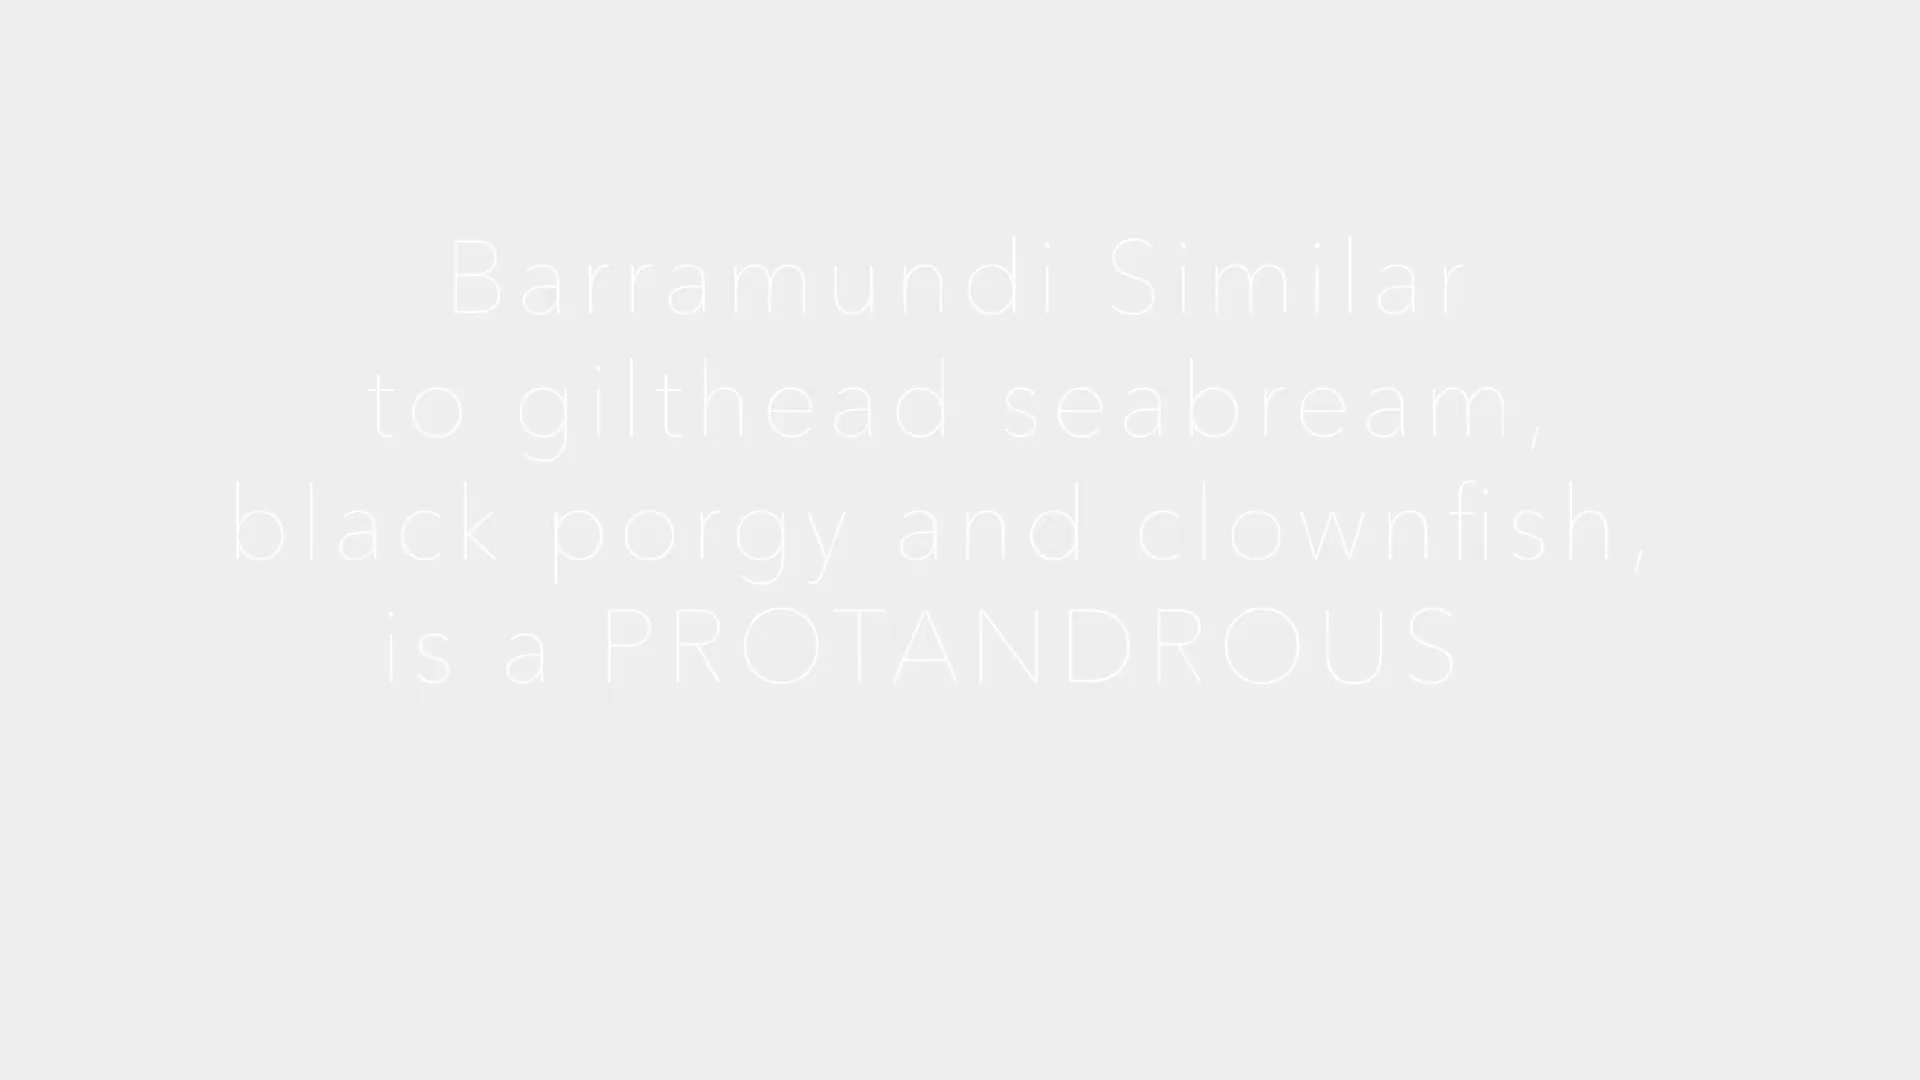 Barramundi Similar
to gilthead seabream,
black porgy and clownfish,
is a PROTANDROUS